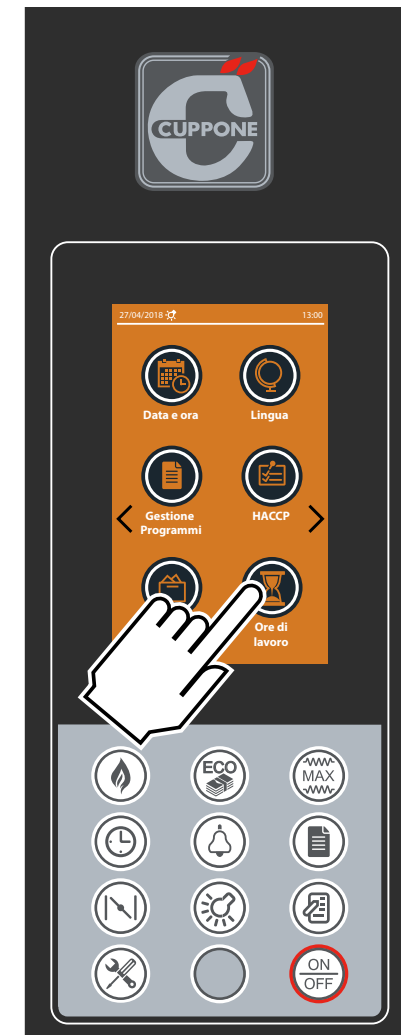 CUPPONE
27/04/2018 13:00
Data e ora
Lingua
Gestione
Programmi
HACCP
Ore di
lavoro
ECO
MAX
ON
OFF